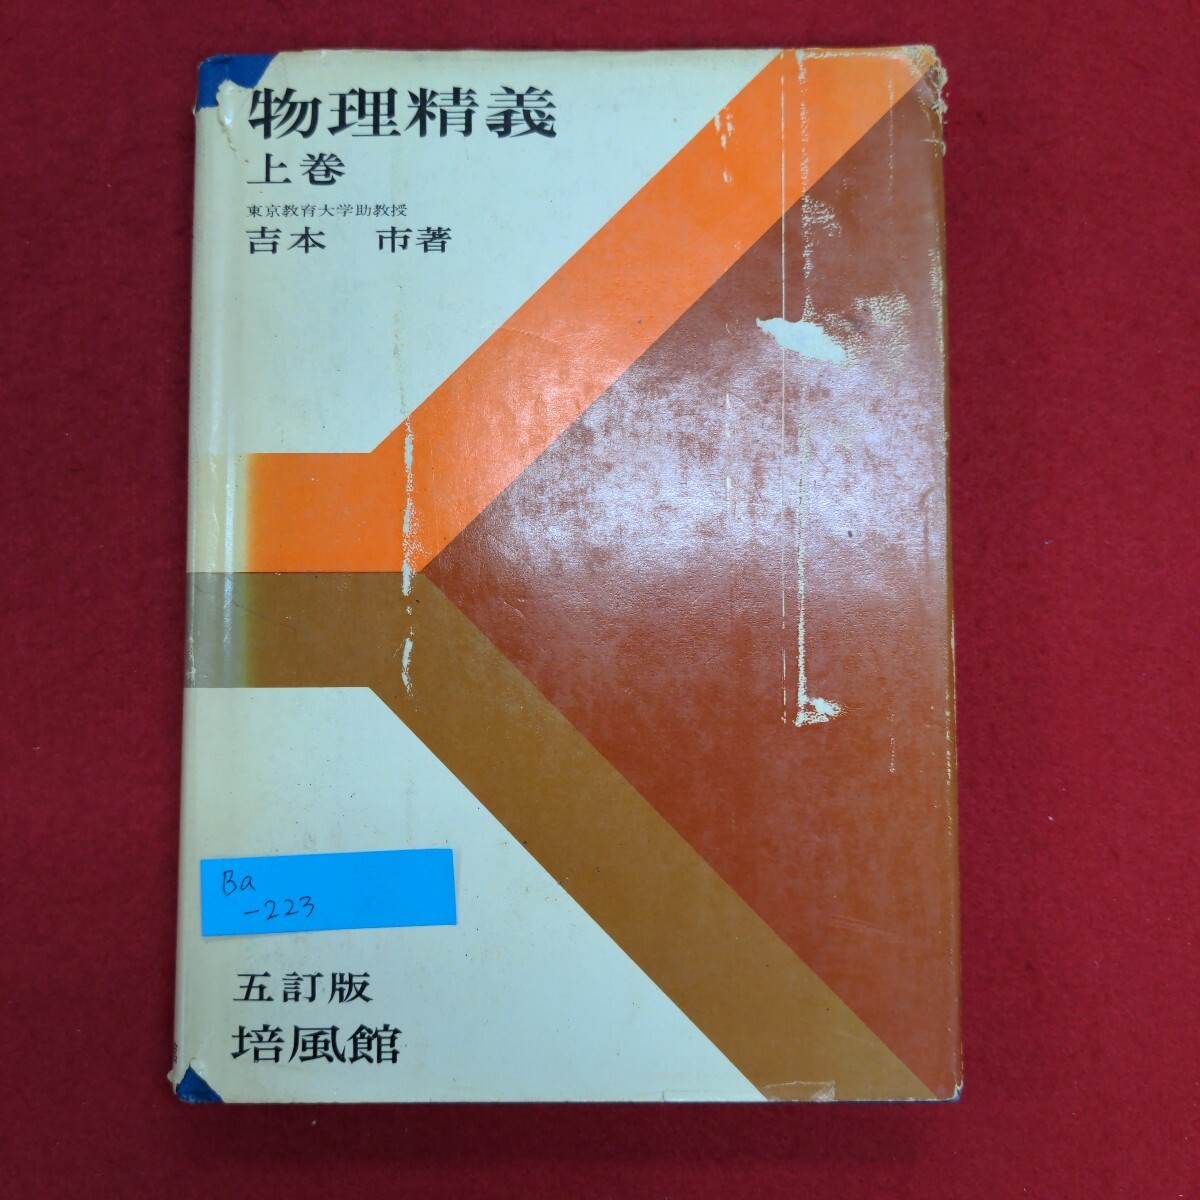 物理精義
上巻
東京教育大学助教授
吉本 市著
Ba
-223
五訂版
培風館